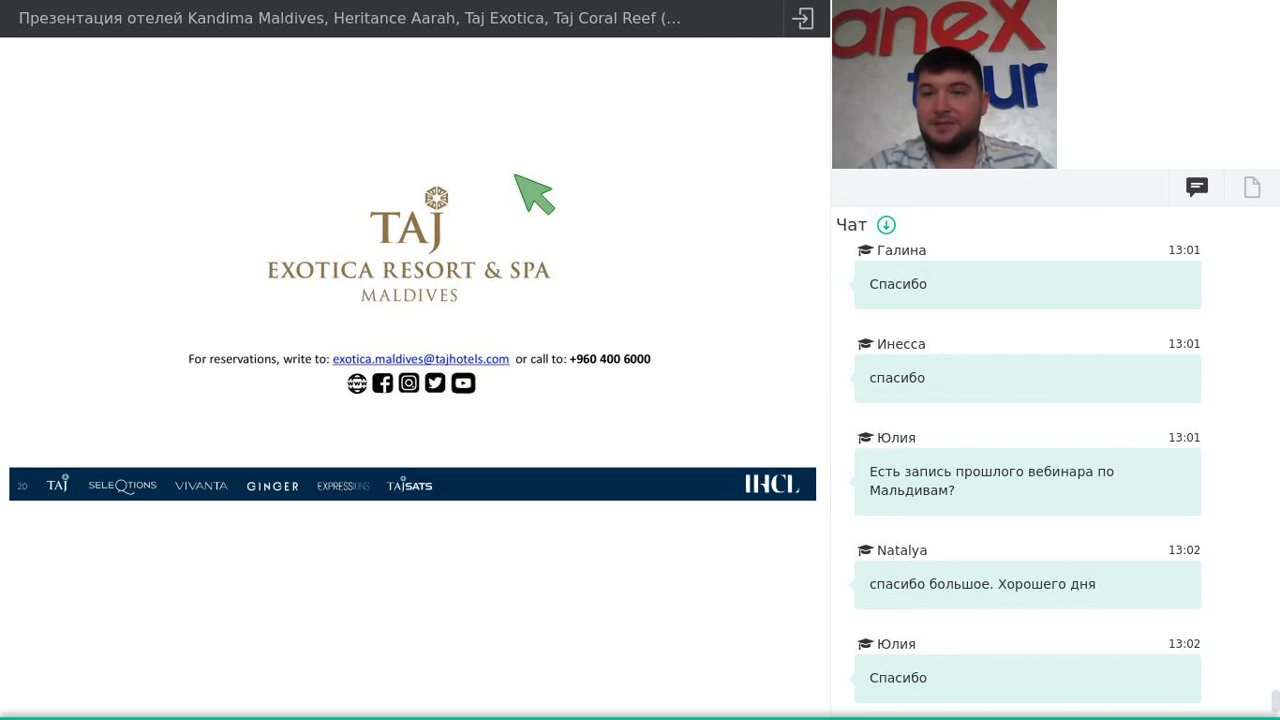 Презентация отелей Kandima Maldives, Heritance Aarah, Taj Exotica, Taj Coral Reef (...
TAJ
EXOTICA RESORT & SPA
MALDIVES
For reservations, write to: exotica.maldives@tajhotels.com or call to: +960 400 6000
www
20 TAJ SELEQTIONS VIVANTA GINGER EXPRESSIONS TAJSATS IHCL
anex
tour
Чат
Галина 13:01
Спасибо
Инесса 13:01
спасибо
Юлия 13:01
Есть запись прошлого вебинара по
Мальдивам?
Natalya 13:02
спасибо большое. Хорошего дня
Юлия 13:02
Спасибо